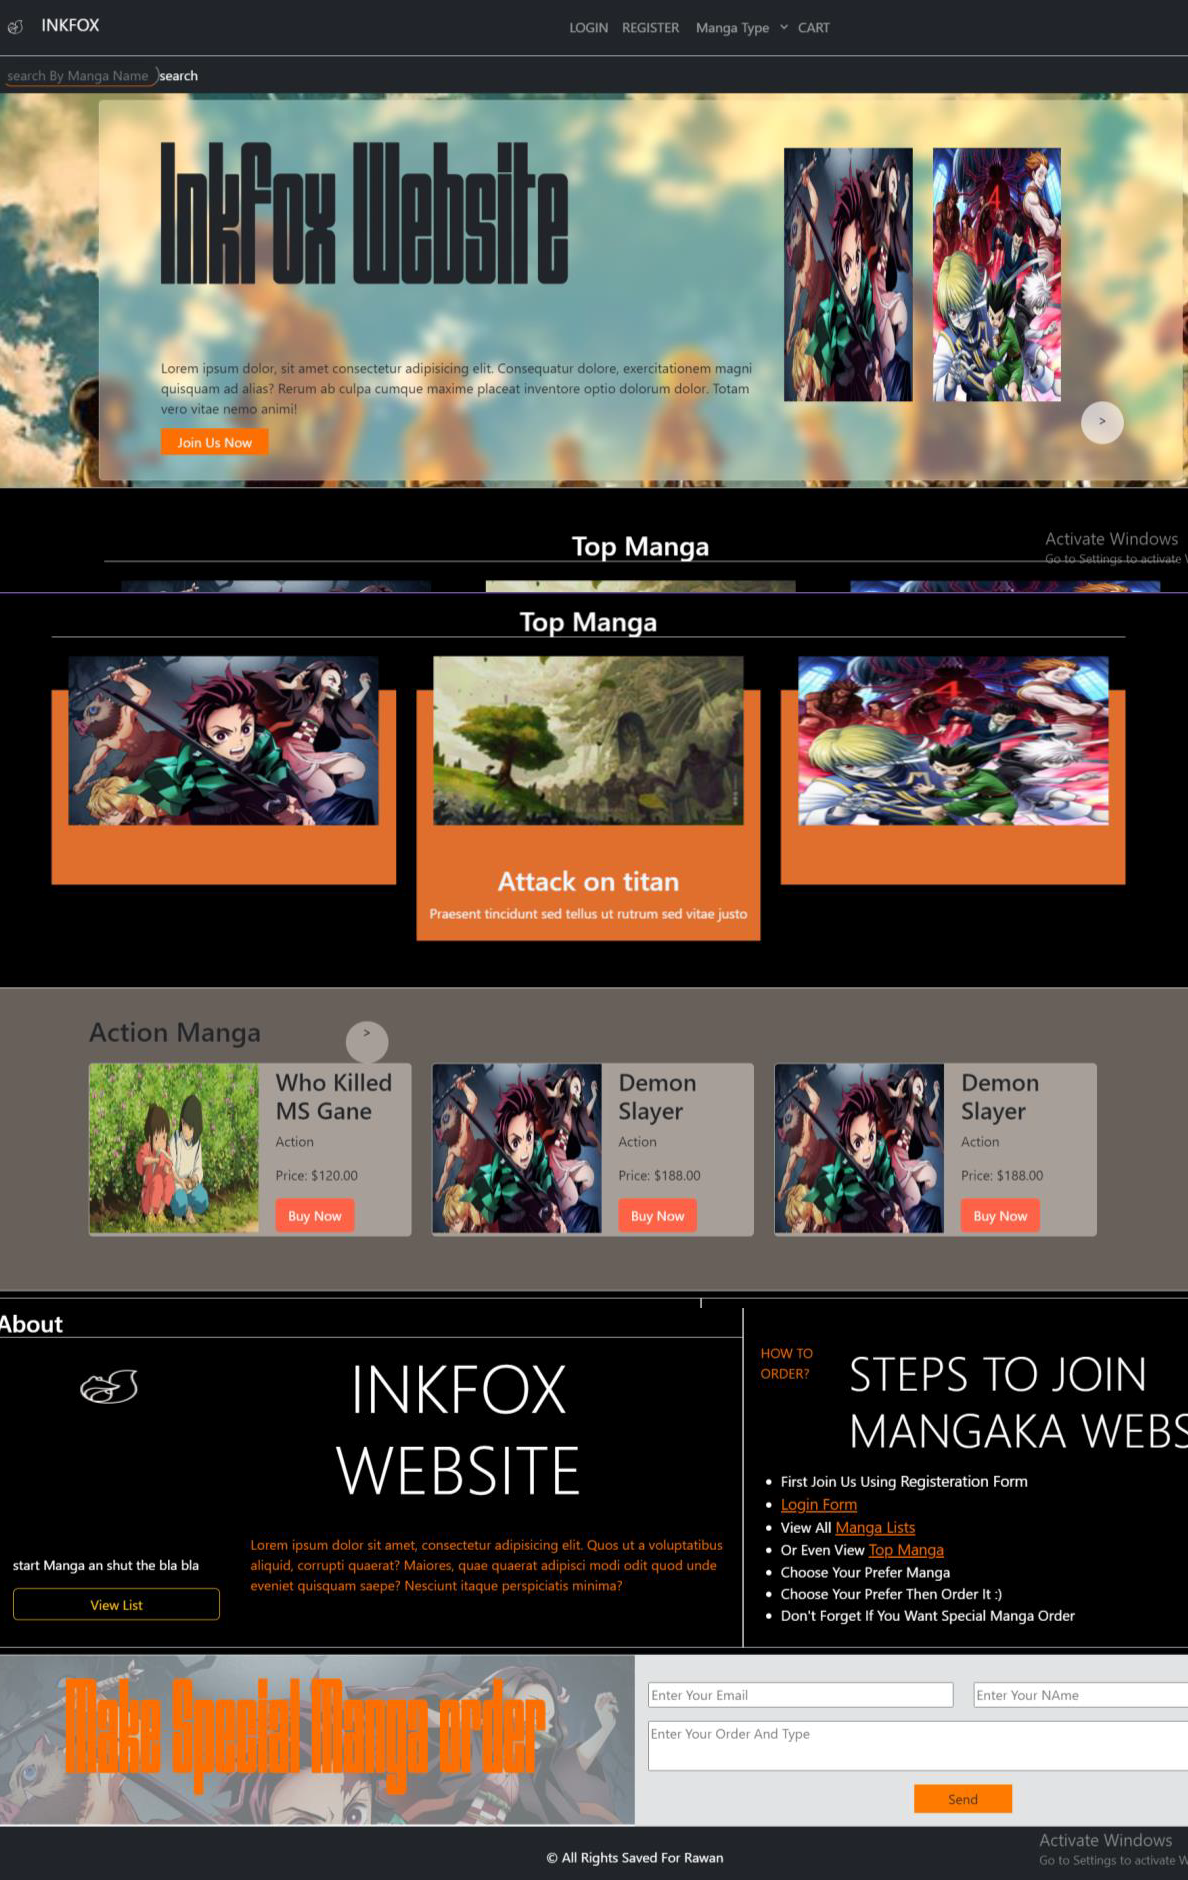 INKFOX
LOGIN REGISTER Manga Type CART
search By Manga Name search
Inkfox Website
Lorem ipsum dolor, sit amet consectetur adipisicing elit. Consequatur dolore, exercitationem magni
quisquam ad alias? Rerum ab culpa cumque maxime placeat inventore optio dolorum dolor. Totam
vero vitae nemo animi!
Join Us Now
4
>
Top Manga
Activate Windows
Go to Settings to activate W
Top Manga
4
Attack on titan
Praesent tincidunt sed tellus ut rutrum sed vitae justo
Action Manga
>
Who Killed
MS Gane
Action
Price: $120.00
Buy Now
Demon
Slayer
Action
Price: $188.00
Buy Now
Demon
Slayer
Action
Price: $188.00
Buy Now
About
INKFOX
WEBSITE
start Manga an shut the bla bla
View List
Lorem ipsum dolor sit amet, consectetur adipisicing elit. Quos ut a voluptatibus
aliquid, corrupti quaerat? Maiores, quae quaerat adipisci modi odit quod unde
eveniet quisquam saepe? Nesciunt itaque perspiciatis minima?
HOW TO
ORDER?
STEPS TO JOIN
MANGAKA WEBS
• First Join Us Using Registeration Form
• Login Form
• View All Manga Lists
• Or Even View Top Manga
• Choose Your Prefer Manga
• Choose Your Prefer Then Order It :)
• Don't Forget If You Want Special Manga Order
Make Special Manga order
Enter Your Email
Enter Your NAme
Enter Your Order And Type
Send
© All Rights Saved For Rawan
Activate Windows
Go to Settings to activate W